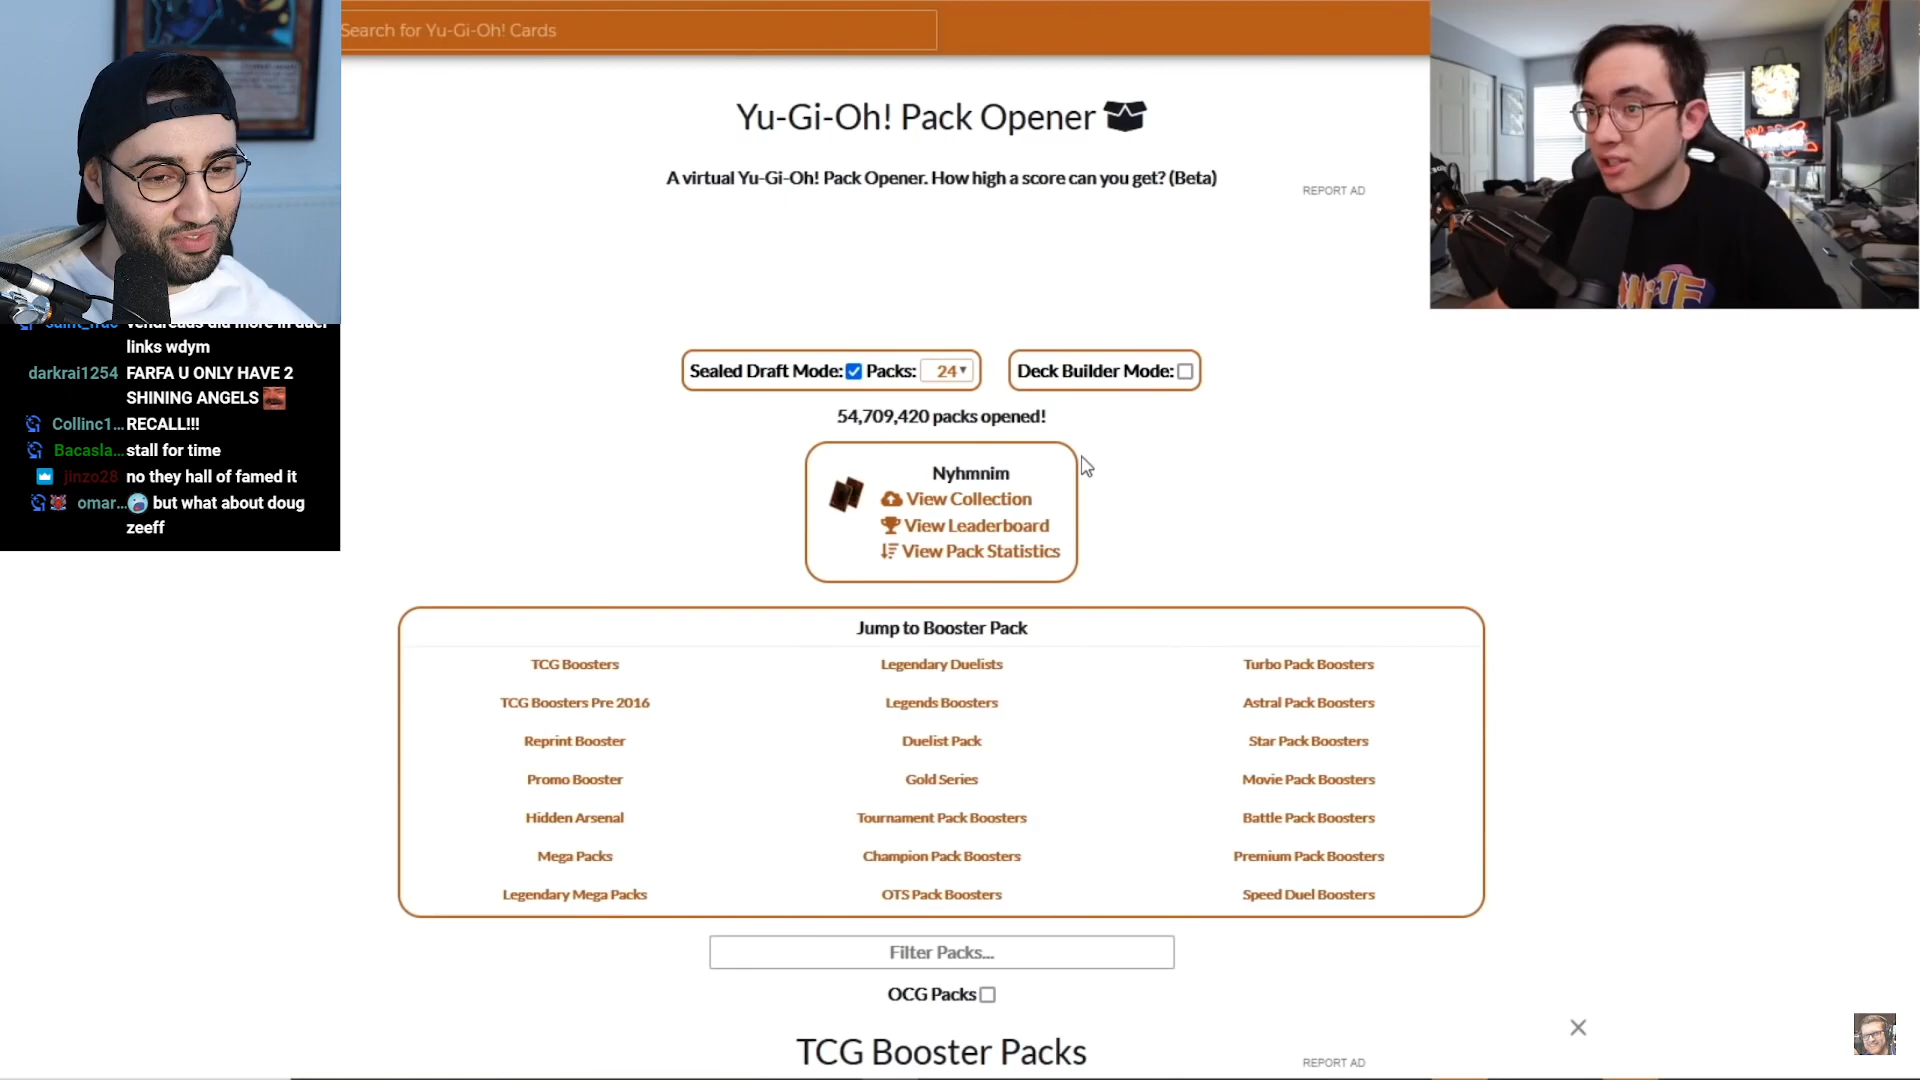 Search for Yu-Gi-Oh! Cards
Yu-Gi-Oh! Pack Opener
A virtual Yu-Gi-Oh! Pack Opener. How high a score can you get? (Beta)
REPORT AD
links wdym
darkrai1254 FARFA U ONLY HAVE 2
SHINING ANGELS
Collinc1... RECALL!!!
Bacasla... stall for time
jinzo28 no they hall of famed it
omar... but what about doug
zeeff
Sealed Draft Mode: Packs: 24
Deck Builder Mode:
54,709,420 packs opened!
Nyhmnim
View Collection
View Leaderboard
View Pack Statistics
Jump to Booster Pack
TCG Boosters Legendary Duelists Turbo Pack Boosters
TCG Boosters Pre 2016 Legends Boosters Astral Pack Boosters
Reprint Booster Duelist Pack Star Pack Boosters
Promo Booster Gold Series Movie Pack Boosters
Hidden Arsenal Tournament Pack Boosters Battle Pack Boosters
Mega Packs Champion Pack Boosters Premium Pack Boosters
Legendary Mega Packs OTS Pack Boosters Speed Duel Boosters
Filter Packs...
OCG Packs
TCG Booster Packs
REPORT AD